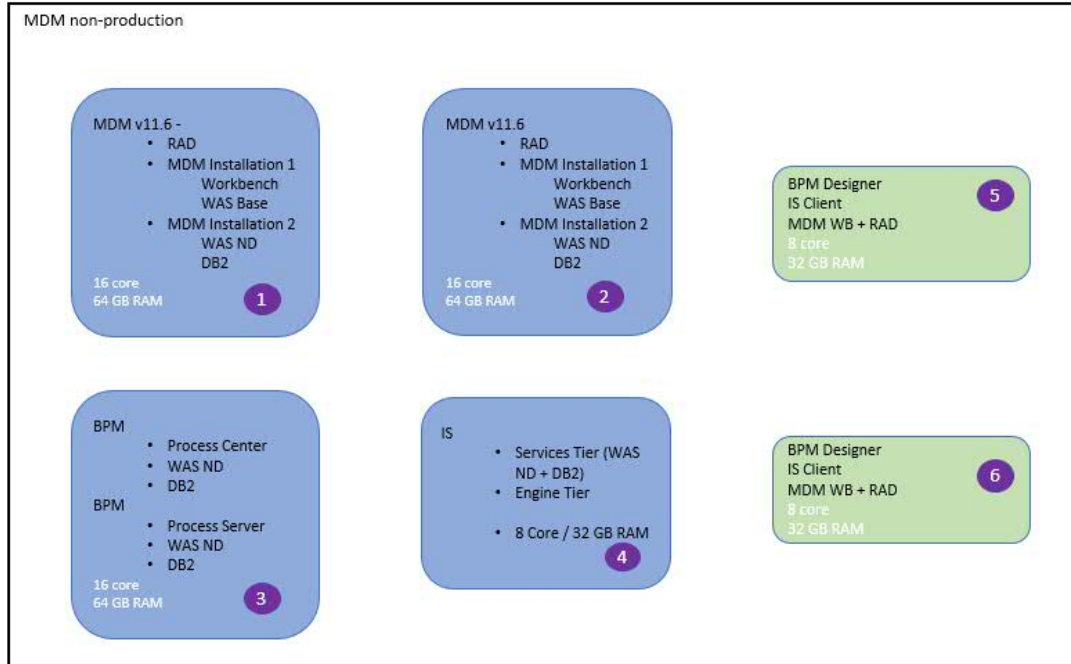 MDM non-production
MDM v11.6 -
• RAD
• MDM Installation 1
Workbench
WAS Base
• MDM Installation 2
WAS ND
DB2
16 core
64 GB RAM
1
MDM v11.6
• RAD
• MDM Installation 1
Workbench
WAS Base
• MDM Installation 2
WAS ND
DB2
16 core
64 GB RAM
2
BPM Designer
IS Client
MDM WB + RAD
8 core
32 GB RAM
5
BPM
• Process Center
• WAS ND
• DB2
BPM
• Process Server
• WAS ND
• DB2
16 core
64 GB RAM
3
IS
• Services Tier (WAS
ND + DB2)
• Engine Tier
• 8 Core / 32 GB RAM
4
BPM Designer
IS Client
MDM WB + RAD
8 core
32 GB RAM
6